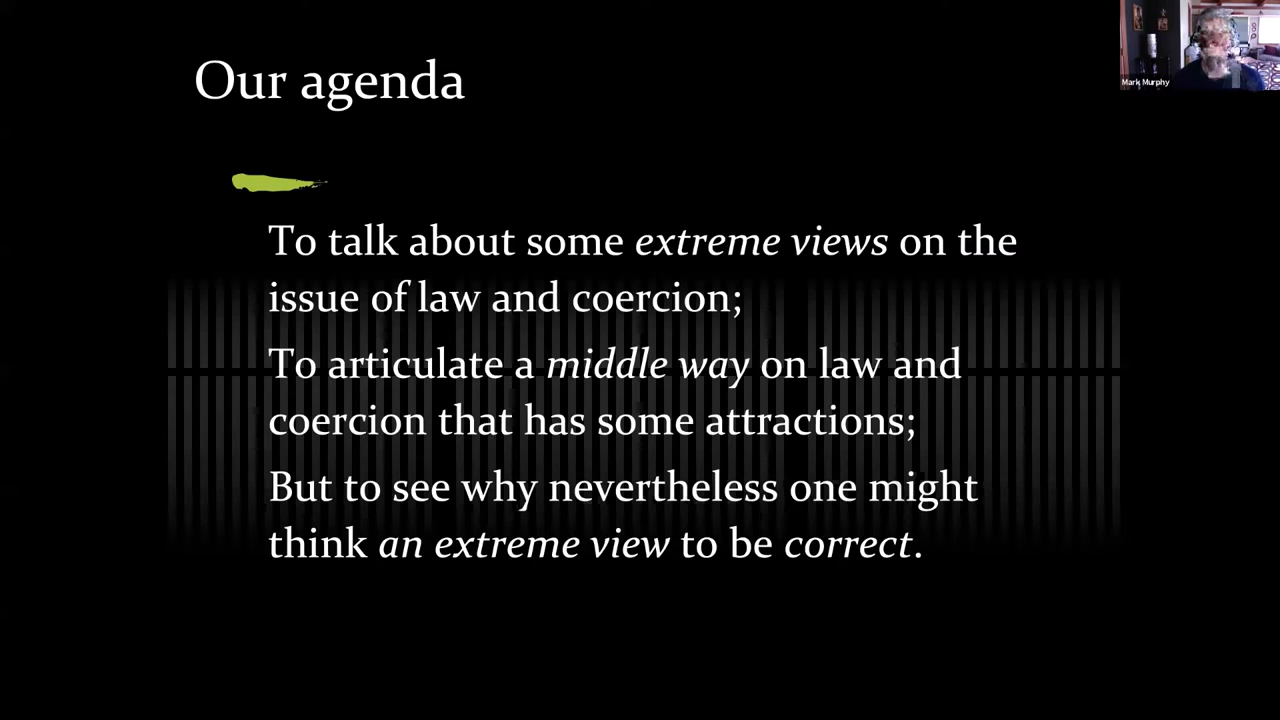 Our agenda
Mark Murphy
To talk about some extreme views on the
issue of law and coercion;
To articulate a middle way on law and
coercion that has some attractions;
But to see why nevertheless one might
think an extreme view to be correct.